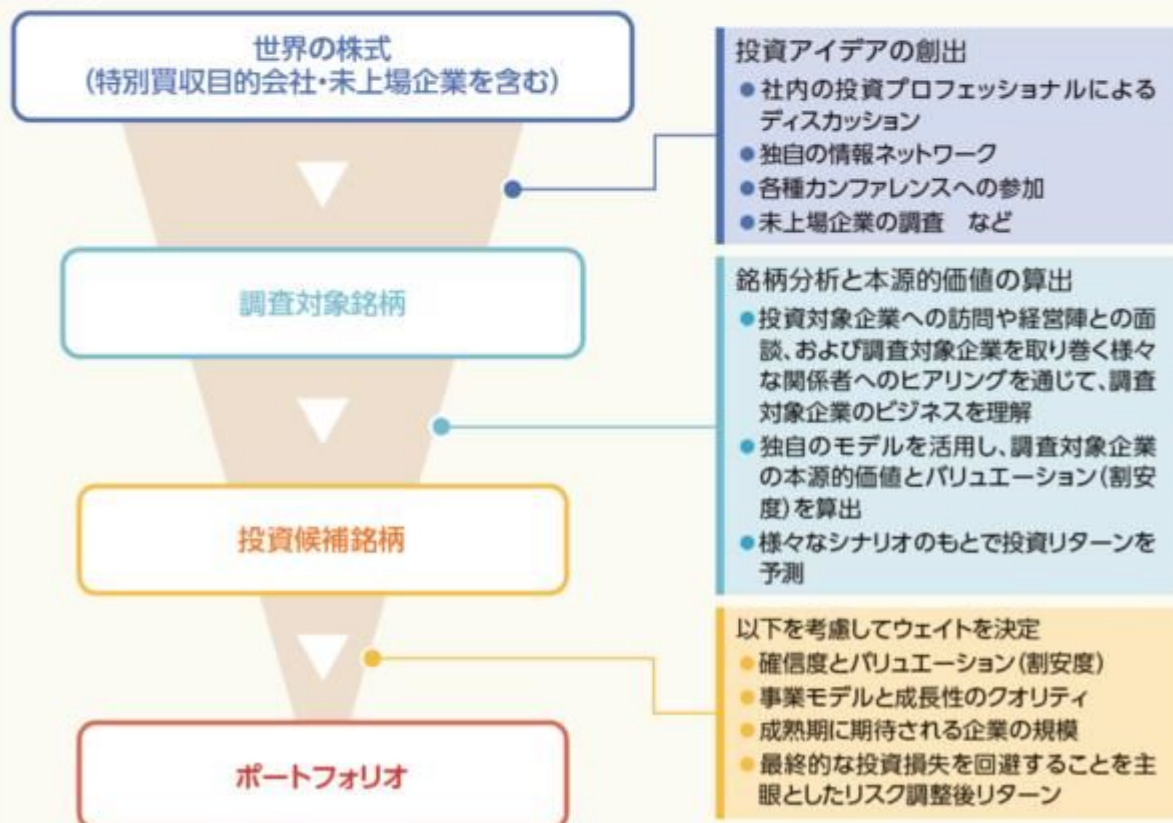 世界の株式
(特別買収目的会社・未上場企業を含む)
投資アイデアの創出
●社内の投資プロフェッショナルによる
ディスカッション
●独自の情報ネットワーク
●各種カンファレンスへの参加
●未上場企業の調査　など
調査対象銘柄
銘柄分析と本源的価値の算出
●投資対象企業への訪問や経営陣との面
談、および調査対象企業を取り巻く様々
な関係者へのヒアリングを通じて、調査
対象企業のビジネスを理解
●独自のモデルを活用し、調査対象企業
の本源的価値とバリュエーション(割安
度)を算出
●様々なシナリオのもとで投資リターンを
予測
投資候補銘柄
以下を考慮してウェイトを決定
●確信度とバリュエーション(割安度)
●事業モデルと成長性のクオリティ
●成熟期に期待される企業の規模
●最終的な投資損失を回避することを主
眼としたリスク調整後リターン
ポートフォリオ